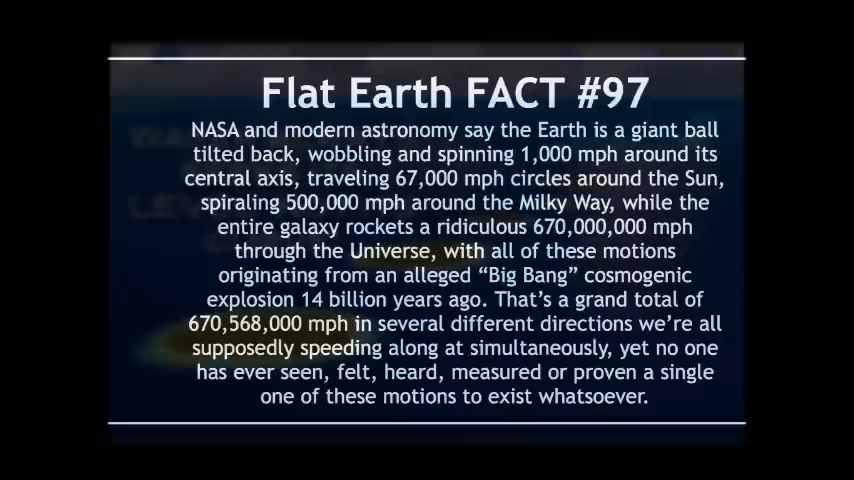 Flat Earth FACT #97
NASA and modern astronomy say the Earth is a giant ball
tilted back, wobbling and spinning 1,000 mph around its
central axis, traveling 67,000 mph circles around the Sun,
spiraling 500,000 mph around the Milky Way, while the
entire galaxy rockets a ridiculous 670,000,000 mph
through the Universe, with all of these motions
originating from an alleged “Big Bang” cosmogenic
explosion 14 billion years ago. That’s a grand total of
670,568,000 mph in several different directions we’re all
supposedly speeding along at simultaneously, yet no one
has ever seen, felt, heard, measured or proven a single
one of these motions to exist whatsoever.